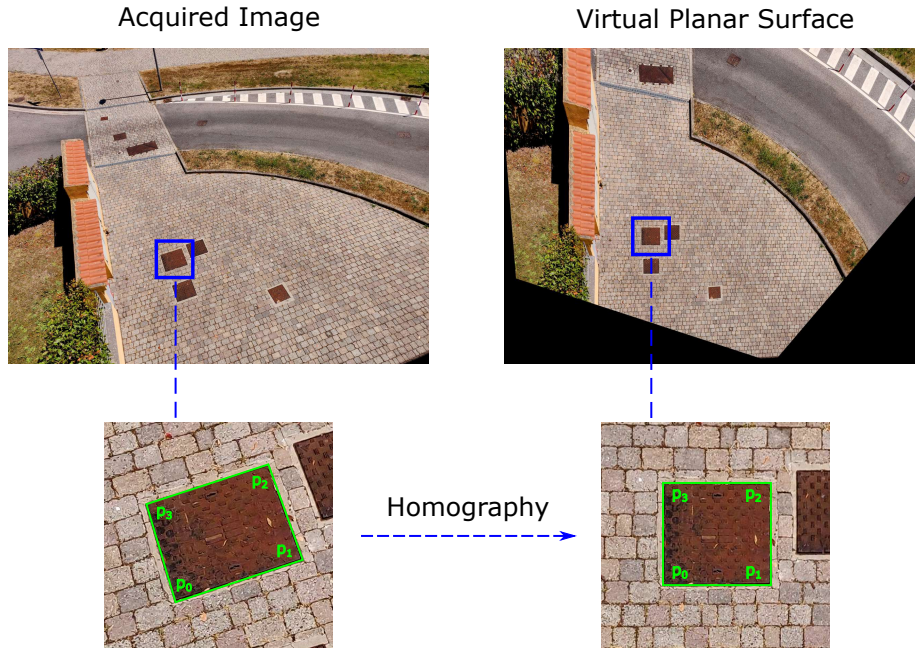 Acquired Image
Virtual Planar Surface
p3
p2
p1
p0
Homography
p3
p2
p0
p1